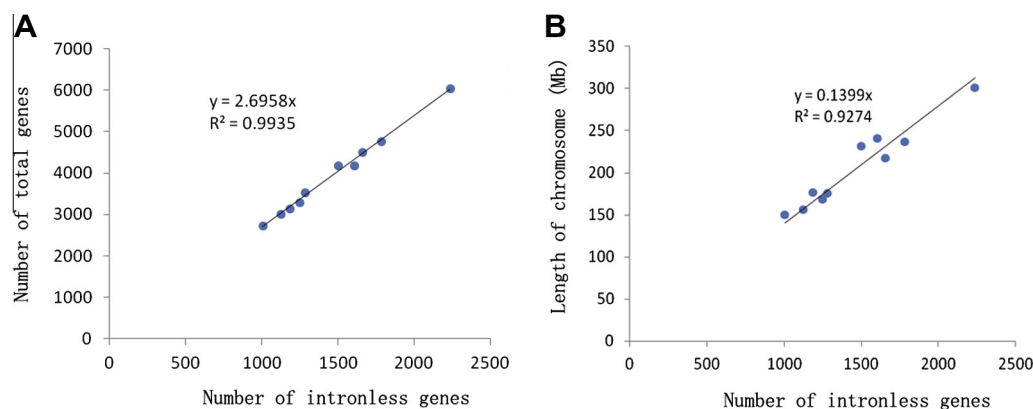 A
Number of total genes
7000
6000
5000
4000
3000
2000
1000
0
y = 2.6958x
R² = 0.9935
0 500 1000 1500 2000 2500
Number of intronless genes
B
Length of chromosome (Mb)
350
300
250
200
150
100
50
0
y = 0.1399x
R² = 0.9274
0 500 1000 1500 2000 2500
Number of intronless genes